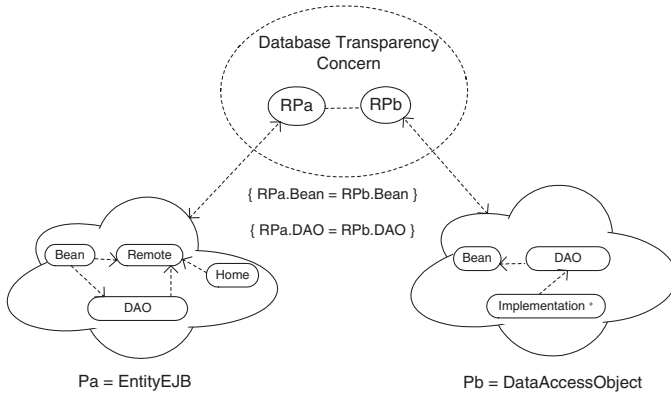 Database Transparency
Concern
RPa
RPb
{ RPa.Bean = RPb.Bean }
{ RPa.DAO = RPb.DAO }
Bean
Remote
Home
DAO
Bean
DAO
Implementation *
Pa = EntityEJB
Pb = DataAccessObject